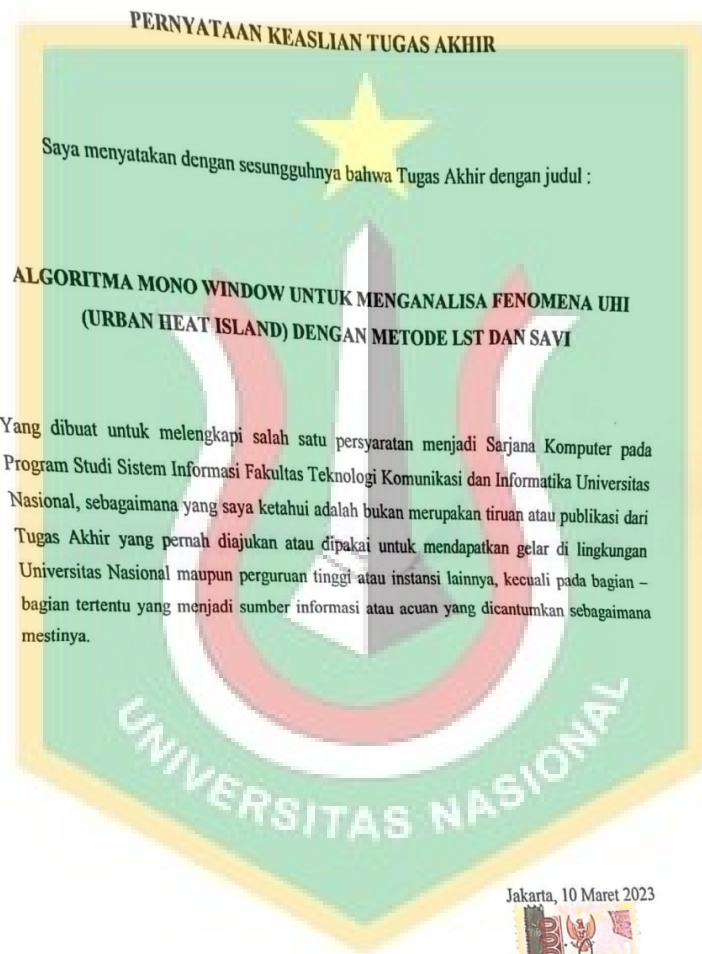 PERNYATAAN KEASLIAN TUGAS AKHIR
Saya menyatakan dengan sesungguhnya bahwa Tugas Akhir dengan judul :
ALGORITMA MONO WINDOW UNTUK MENGANALISA FENOMENA UHI
(URBAN HEAT ISLAND) DENGAN METODE LST DAN SAVI
Yang dibuat untuk melengkapi salah satu persyaratan menjadi Sarjana Komputer pada
Program Studi Sistem Informasi Fakultas Teknologi Komunikasi dan Informatika Universitas
Nasional, sebagaimana yang saya ketahui adalah bukan merupakan tiruan atau publikasi dari
Tugas Akhir yang pernah diajukan atau dipakai untuk mendapatkan gelar di lingkungan
Universitas Nasional maupun perguruan tinggi atau instansi lainnya, kecuali pada bagian –
bagian tertentu yang menjadi sumber informasi atau acuan yang dicantumkan sebagaimana
mestinya.
UNIVERSITAS NASIONAL
Jakarta, 10 Maret 2023